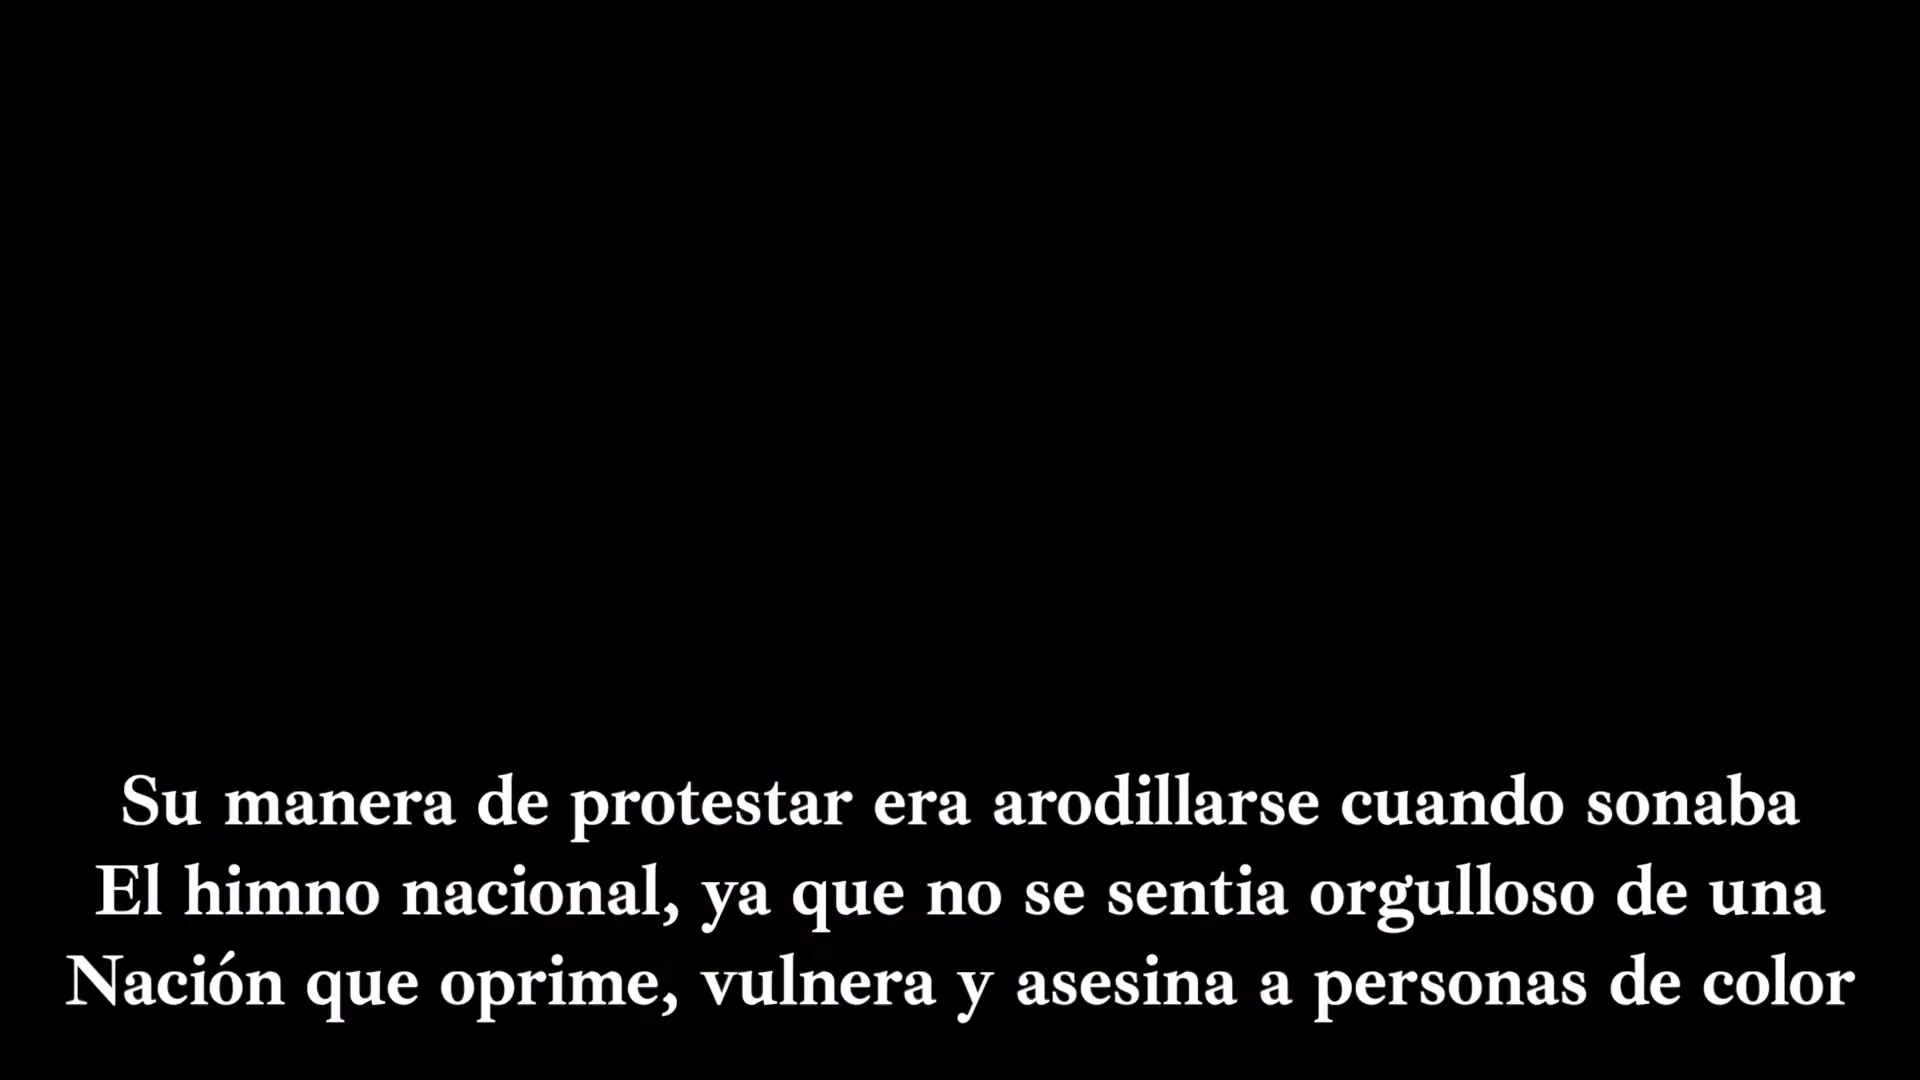 Su manera de protestar era arodillarse cuando sonaba
El himno nacional, ya que no se sentia orgulloso de una
Nación que oprime, vulnera y asesina a personas de color